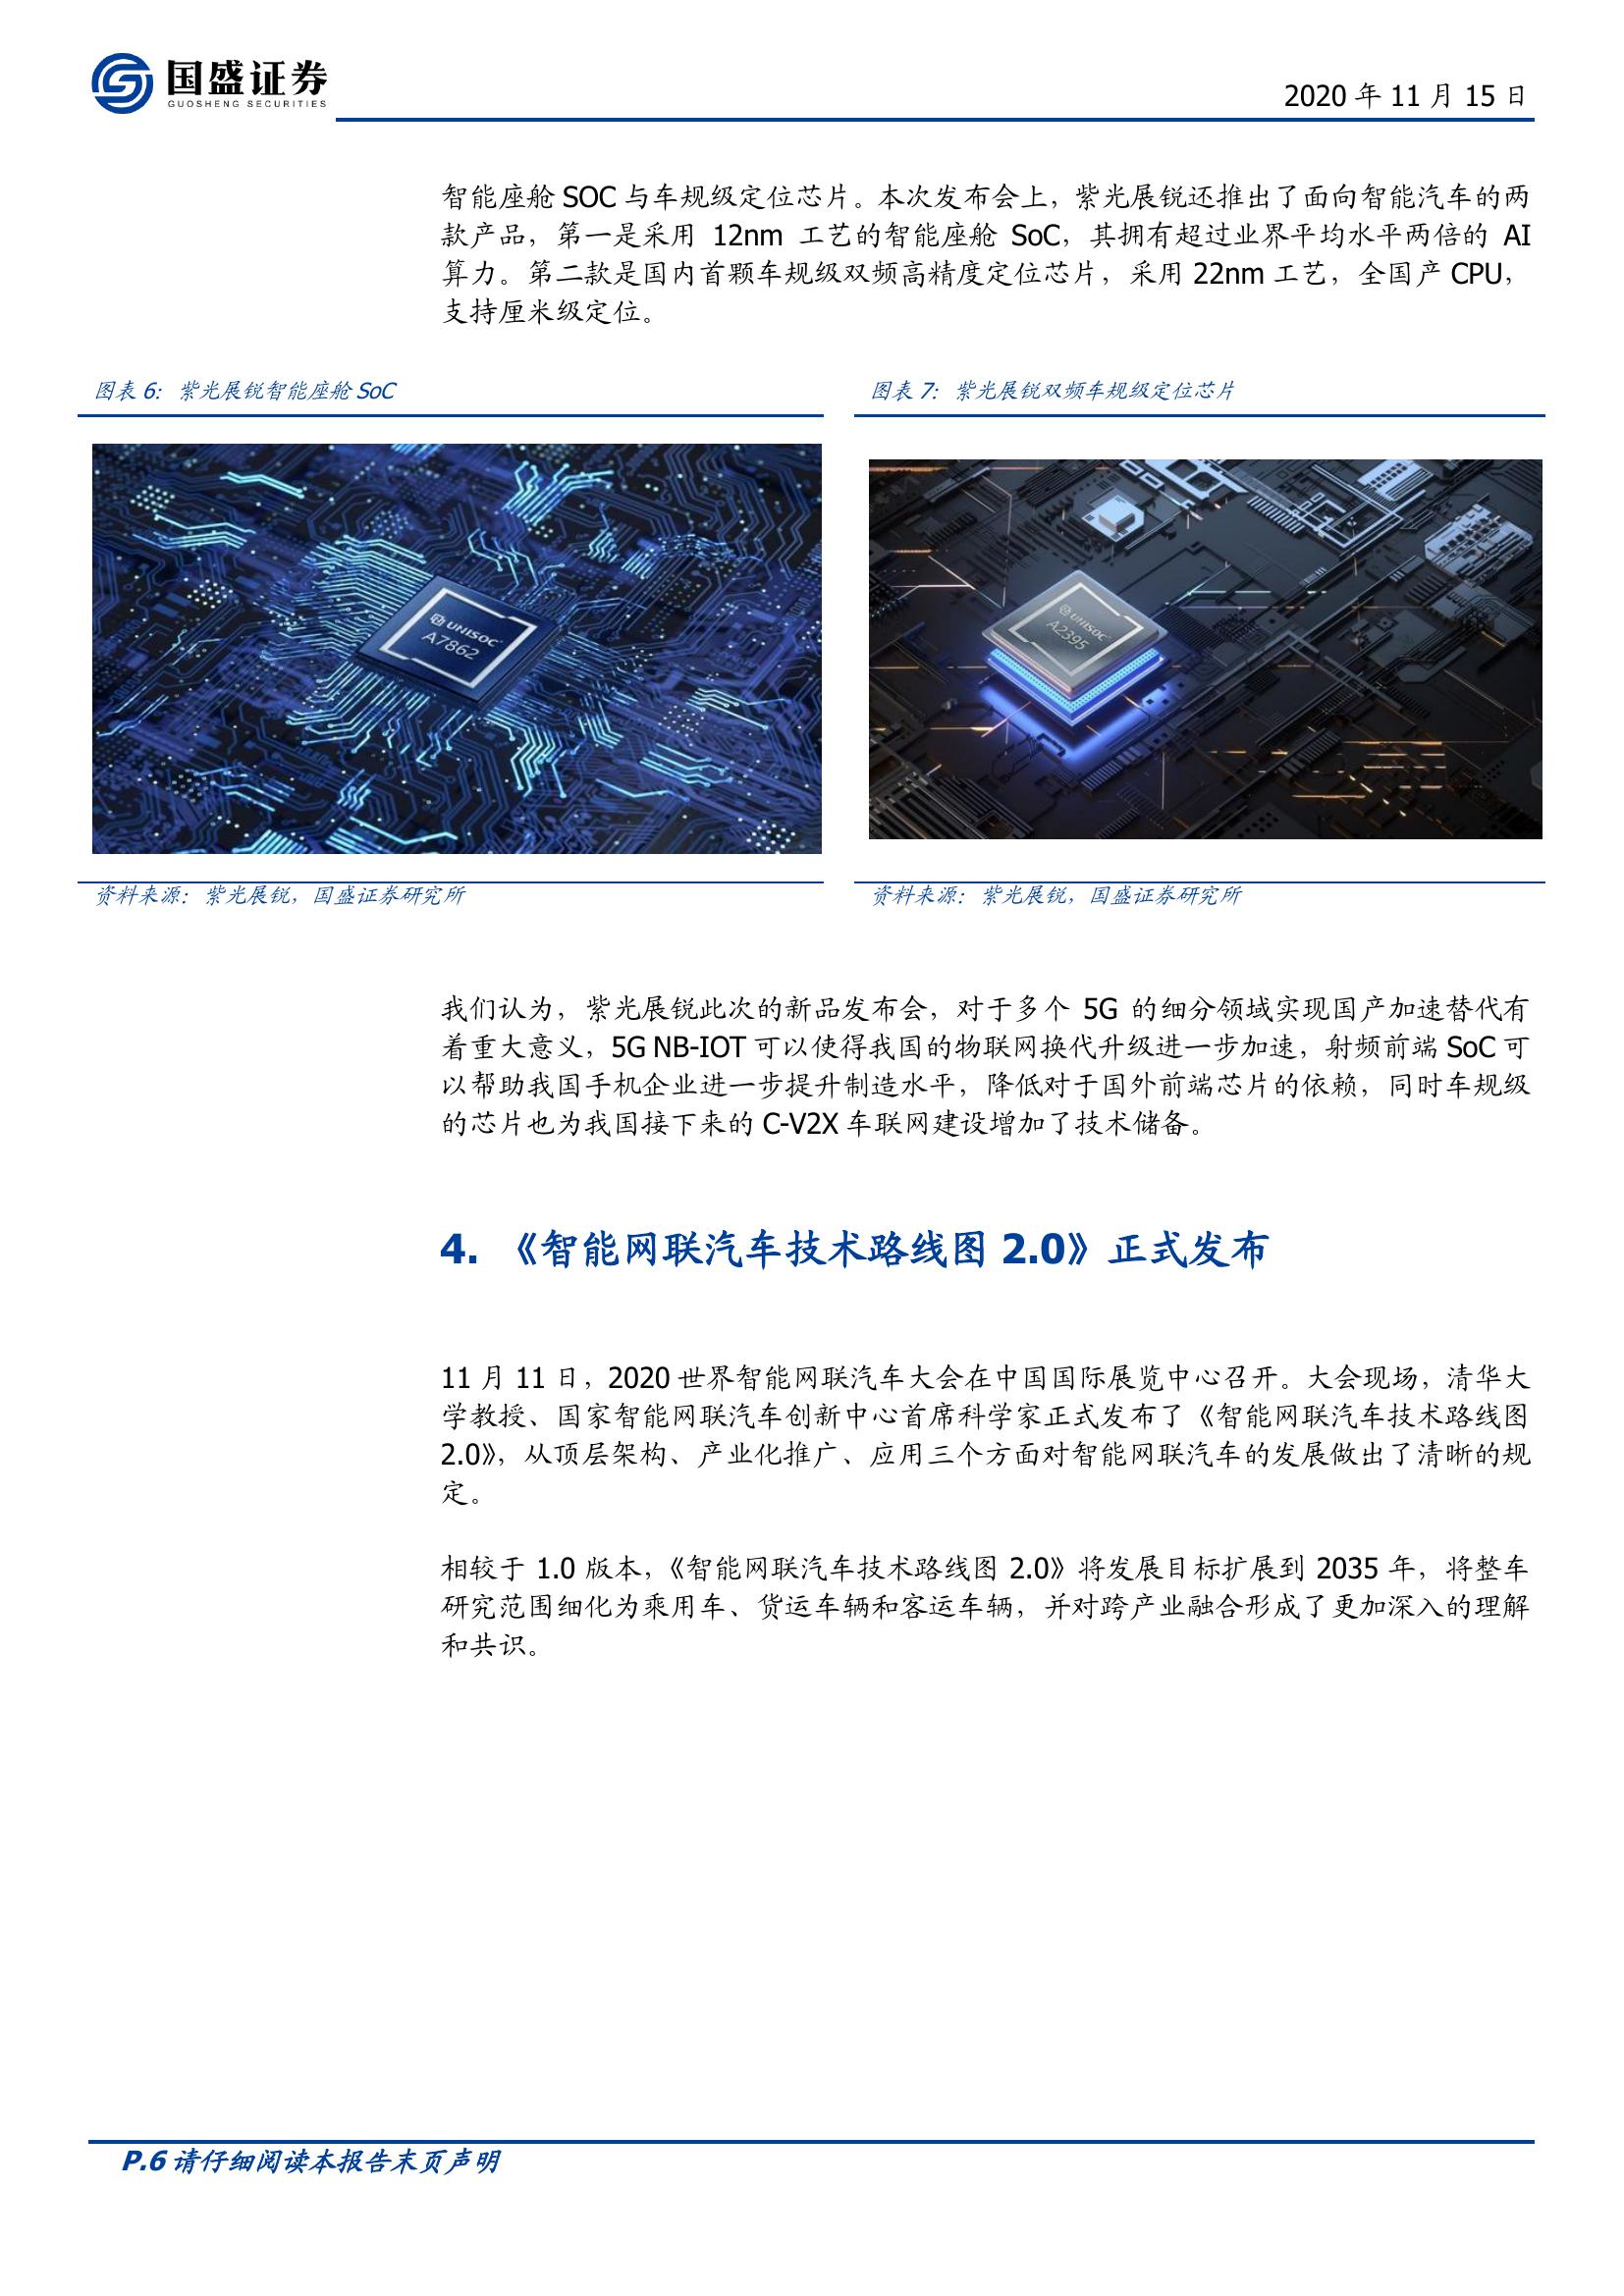 国盛证券
GUOSHENG SECURITIES
2020 年 11 月 15 日
智能座舱 SOC 与车规级定位芯片。本次发布会上，紫光展锐还推出了面向智能汽车的两
款产品，第一是采用 12nm 工艺的智能座舱 SoC，其拥有超过业界平均水平两倍的 AI
算力。第二款是国内首颗车规级双频高精度定位芯片，采用 22nm 工艺，全国产 CPU，
支持厘米级定位。
图表 6： 紫光展锐智能座舱 SoC
UNISOC
A7862
资料来源：紫光展锐，国盛证券研究所
图表 7： 紫光展锐双频车规级定位芯片
UNISOC
A2395
资料来源：紫光展锐，国盛证券研究所
我们认为，紫光展锐此次的新品发布会，对于多个 5G 的细分领域实现国产加速替代有
着重大意义，5G NB-IOT 可以使得我国的物联网换代升级进一步加速，射频前端 SoC 可
以帮助我国手机企业进一步提升制造水平，降低对于国外前端芯片的依赖，同时车规级
的芯片也为我国接下来的 C-V2X 车联网建设增加了技术储备。
4. 《智能网联汽车技术路线图 2.0》正式发布
11 月 11 日，2020 世界智能网联汽车大会在中国国际展览中心召开。大会现场，清华大
学教授、国家智能网联汽车创新中心首席科学家正式发布了《智能网联汽车技术路线图
2.0》，从顶层架构、产业化推广、应用三个方面对智能网联汽车的发展做出了清晰的规
定。
相较于 1.0 版本，《智能网联汽车技术路线图 2.0》将发展目标扩展到 2035 年，将整车
研究范围细化为乘用车、货运车辆和客运车辆，并对跨产业融合形成了更加深入的理解
和共识。
P.6 请仔细阅读本报告末页声明